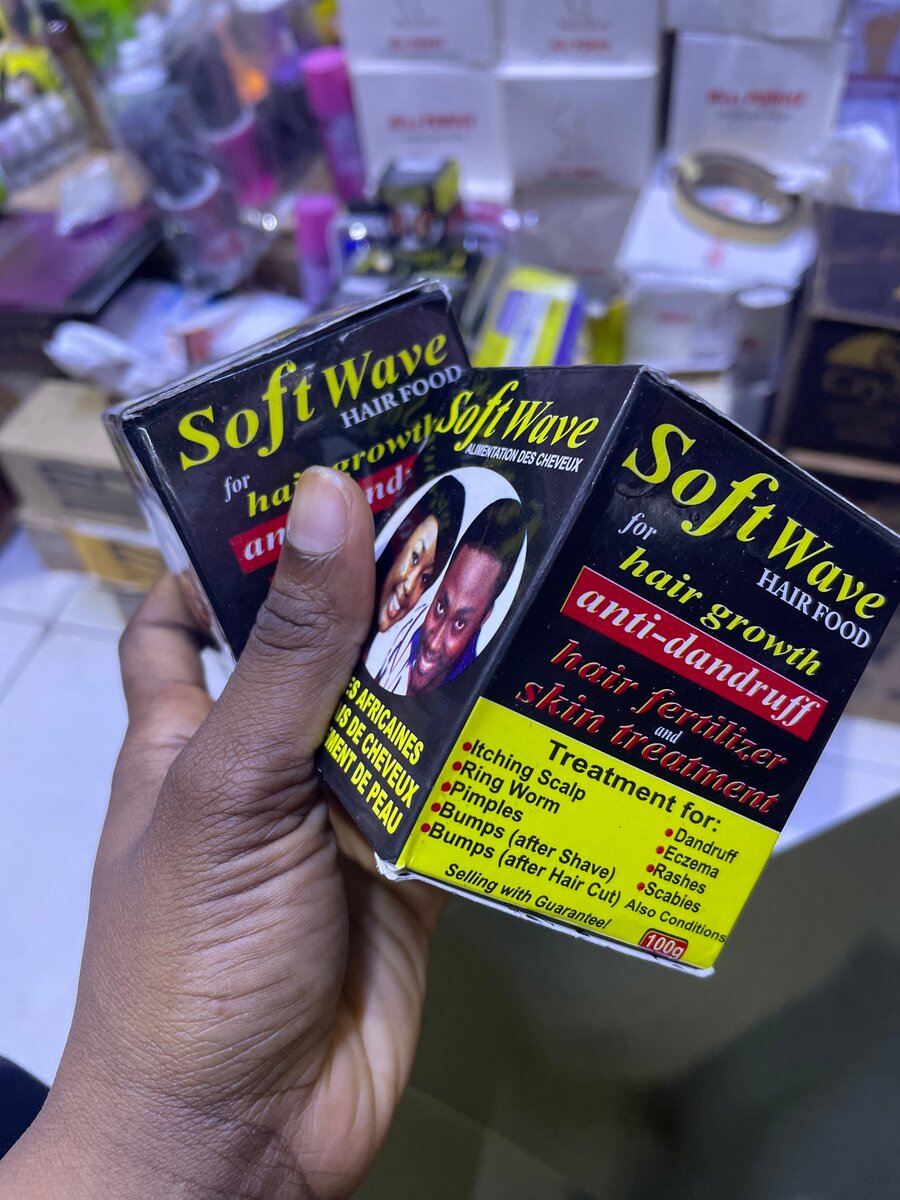 Soft Wave
HAIR FOOD
for
hair growth
Soft Wave
ALIMENTATION DES CHEVEUX
AFRICAINES
DE CHEVEUX
DE PEAU
Soft Wave
HAIR FOOD
for
hair growth
anti-dandruff
hair fertilizer
and
skin treatment
Treatment for:
•Itching Scalp
•Ring Worm
•Pimples
•Bumps (after Shave)
•Bumps (after Hair Cut)
•Dandruff
•Eczema
•Rashes
•Scabies
Also Conditions
Selling with Guarantee!
100g